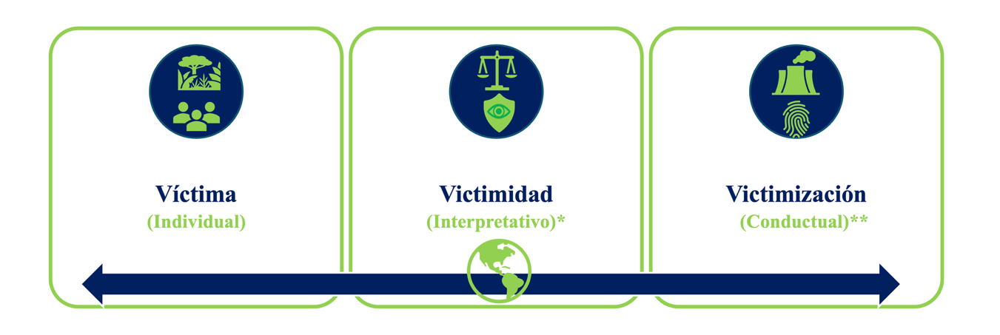 Víctima
(Individual)
Victimidad
(Interpretativo)*
Victimización
(Conductual)**